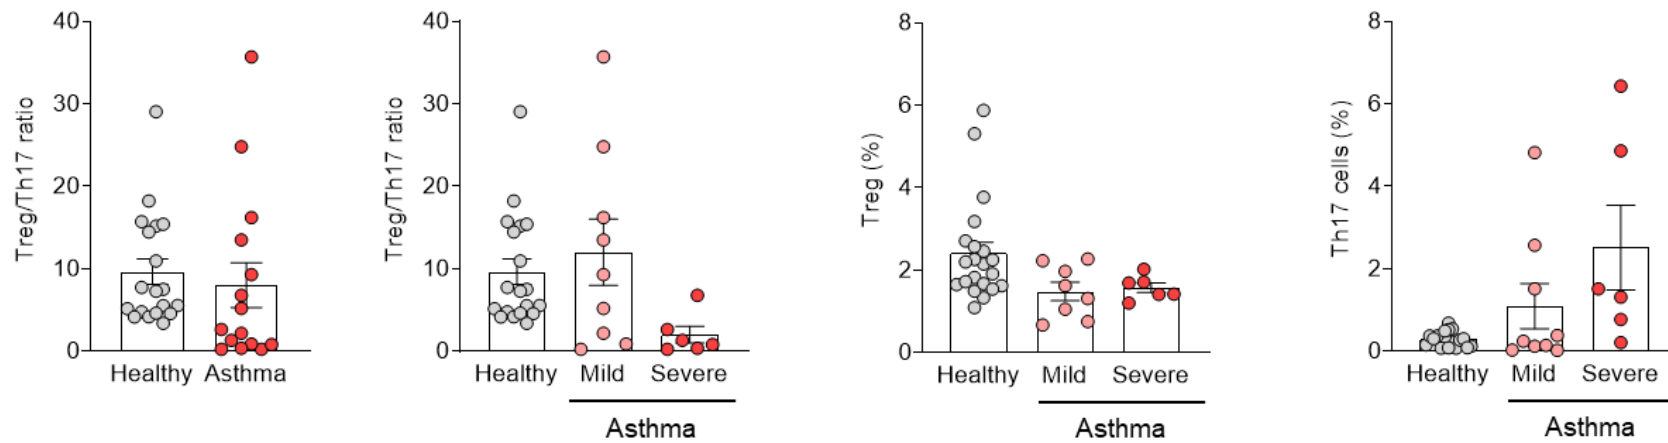 Treg/Th17 ratio
40
30
20
10
0
Healthy Asthma
Treg/Th17 ratio
40
30
20
10
0
Healthy Mild Severe
Asthma
Treg (%)
8
6
4
2
0
Healthy Mild Severe
Asthma
Th17 cells (%)
8
6
4
2
0
Healthy Mild Severe
Asthma